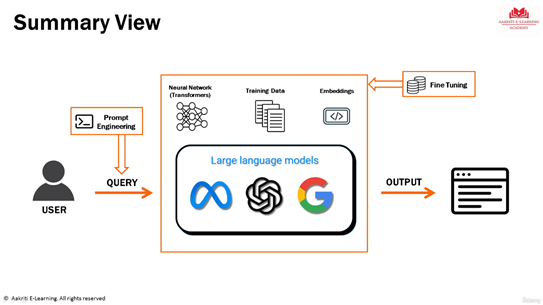 Summary View
AAKRITI E-LEARNING
ACADEMY
Neural Network
(Transformers)
Training Data
Embeddings
Fine Tuning
Prompt
Engineering
Large language models
USER
QUERY
OUTPUT
© Aakriti E-Learning. All rights reserved
Udemy